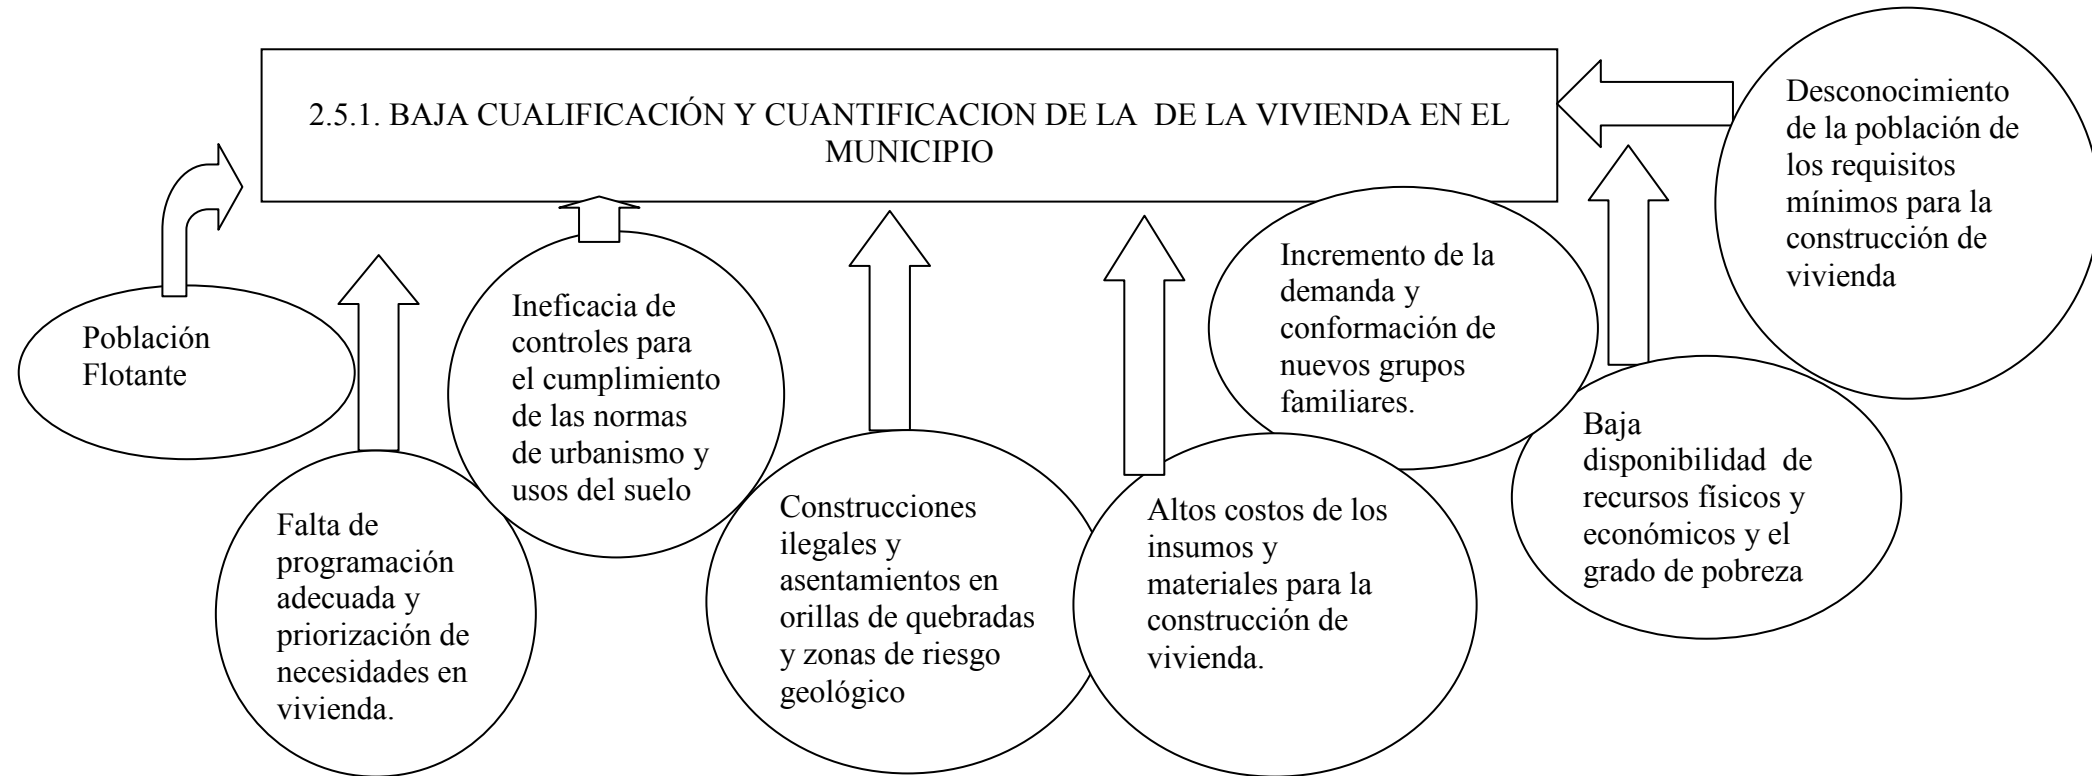 2.5.1. BAJA CUALIFICACIÓN Y CUANTIFICACION DE LA  DE LA VIVIENDA EN EL
MUNICIPIO
Población
Flotante
Falta de
programación
adecuada y
priorización de
necesidades en
vivienda.
Ineficacia de
controles para
el cumplimiento
de las normas
de urbanismo y
usos del suelo
Construcciones
ilegales y
asentamientos en
orillas de quebradas
y zonas de riesgo
geológico
Altos costos de los
insumos y
materiales para la
construcción de
vivienda.
Incremento de la
demanda y
conformación de
nuevos grupos
familiares.
Baja
disponibilidad  de
recursos físicos y
económicos y el
grado de pobreza
Desconocimiento
de la población de
los requisitos
mínimos para la
construcción de
vivienda